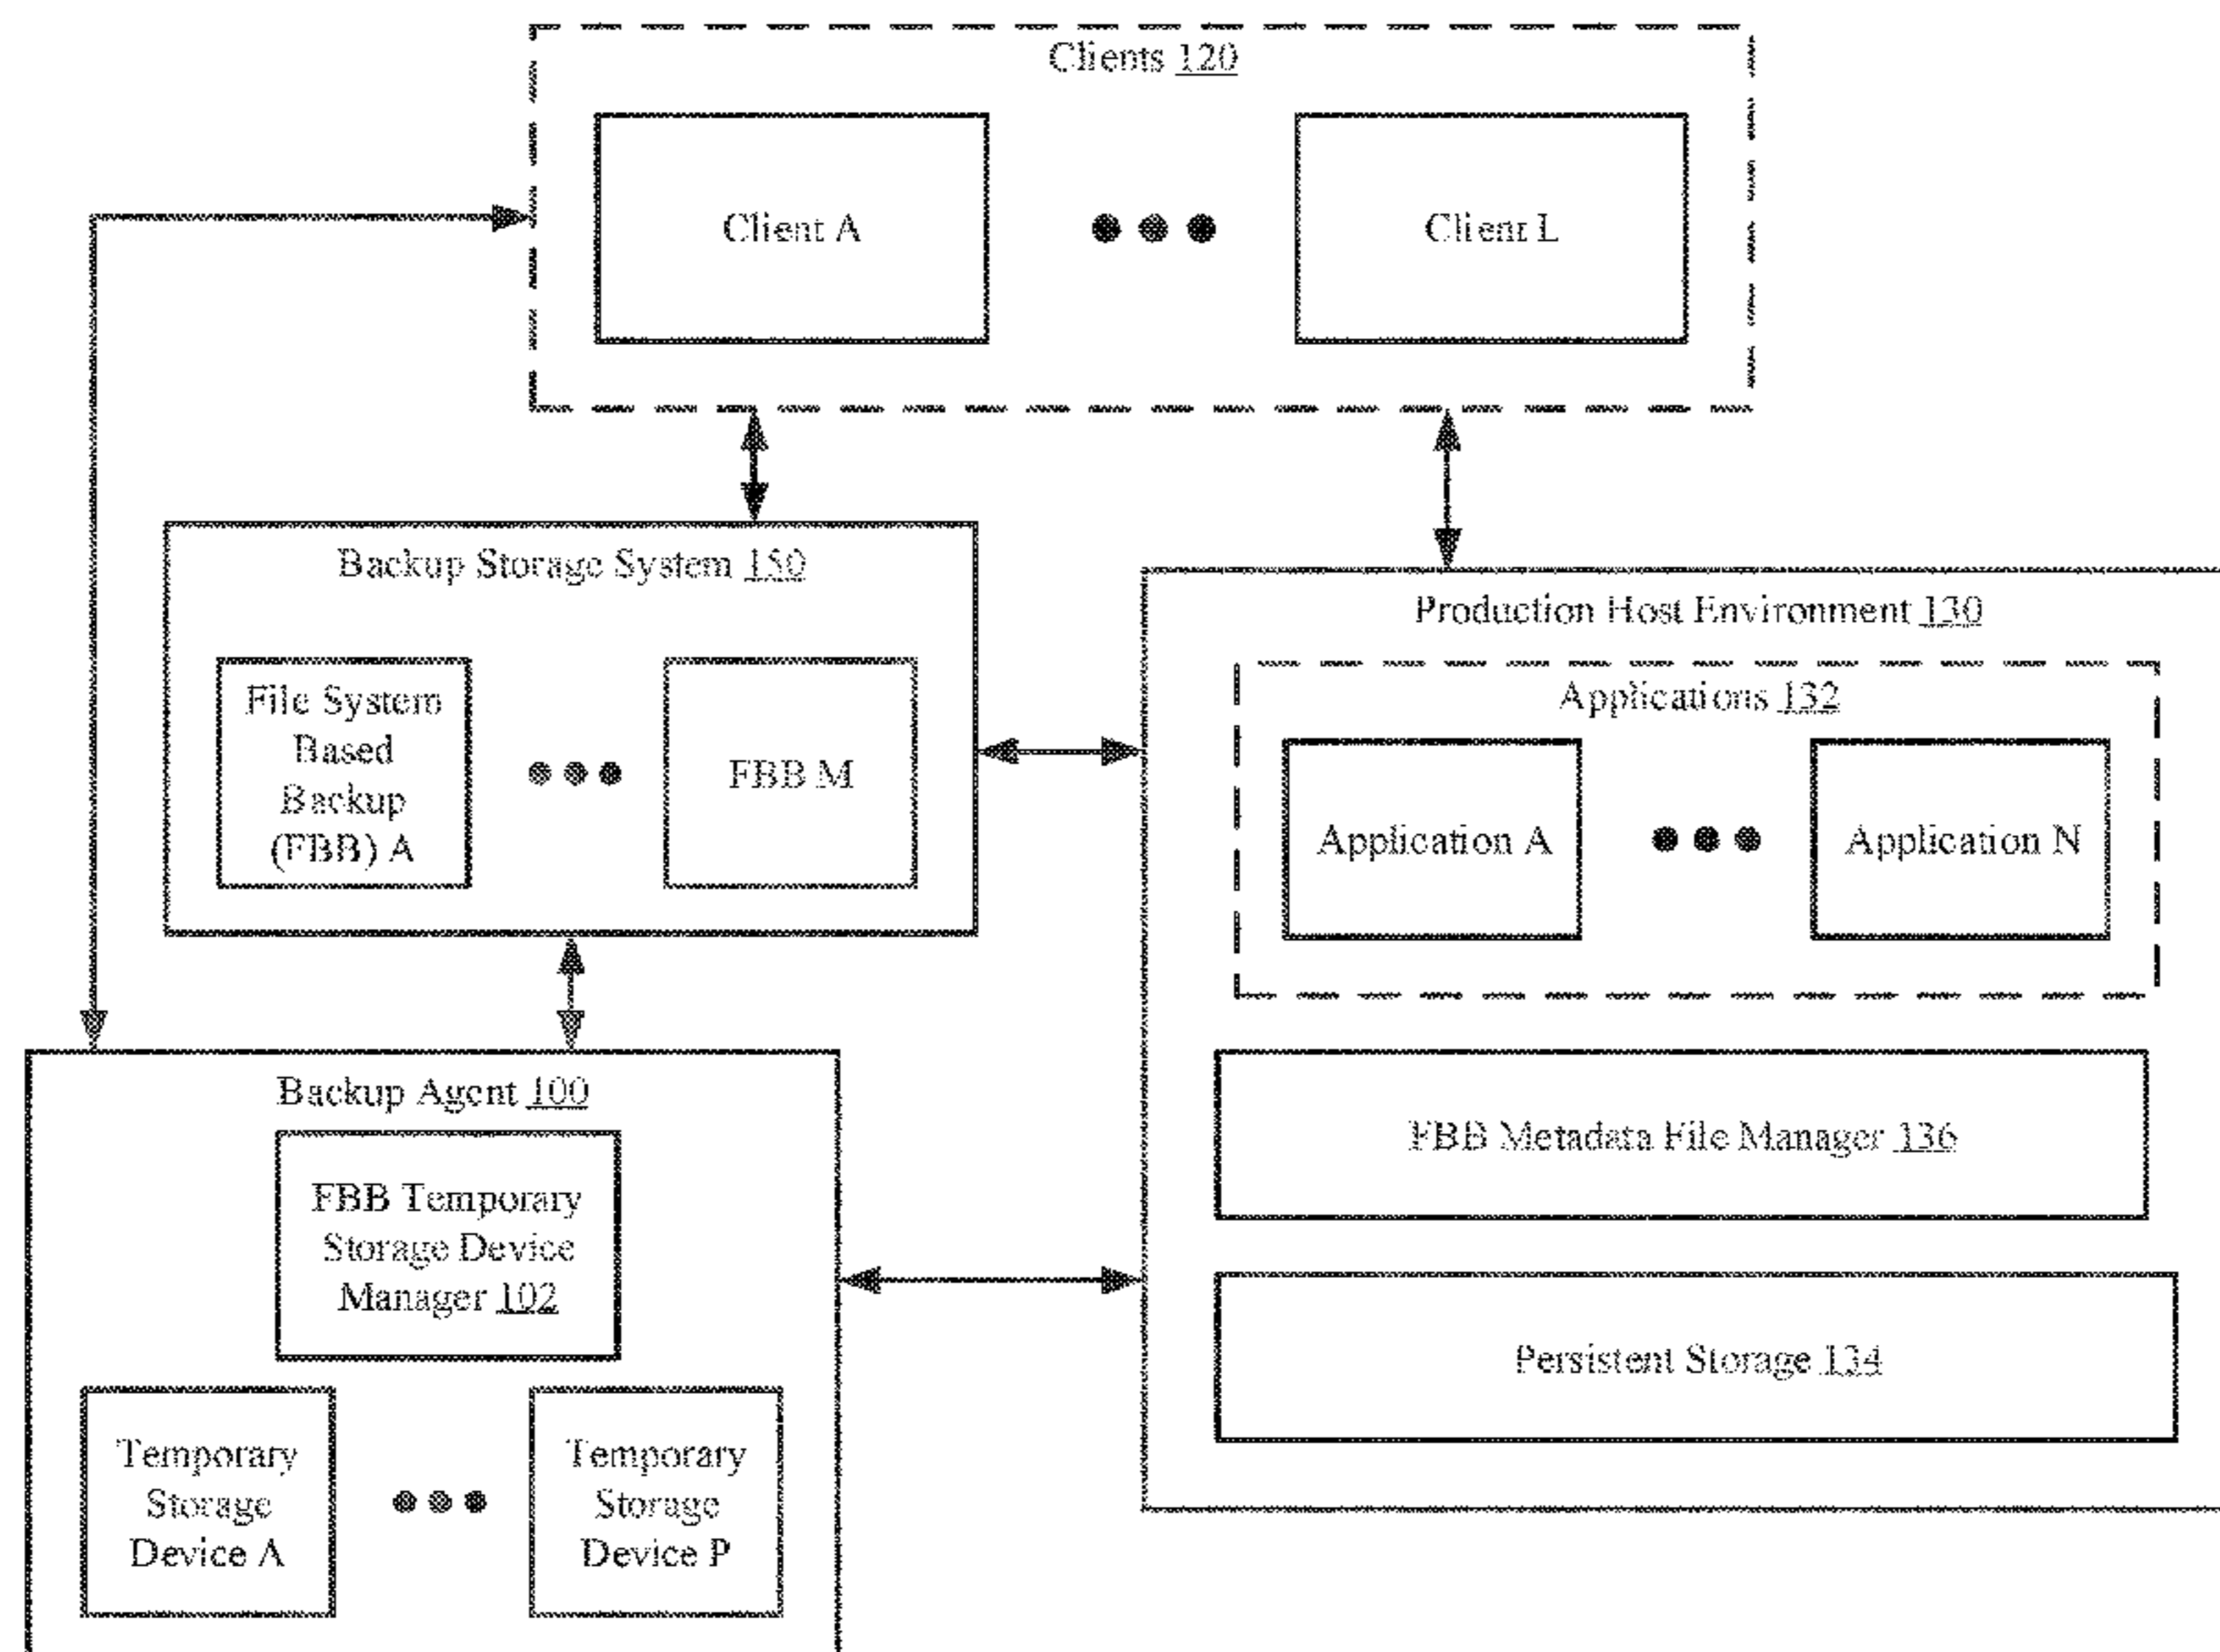 Clients 120
Client A
Client L
Backup Storage System 150
File System
Based
Backup
(FBB) A
FBB M
Production Host Environment 130
Applications 132
Application A
Application N
FBB Metadata File Manager 136
Persistent Storage 134
Backup Agent 100
FBB Temporary
Storage Device
Manager 102
Temporary
Storage
Device A
Temporary
Storage
Device P